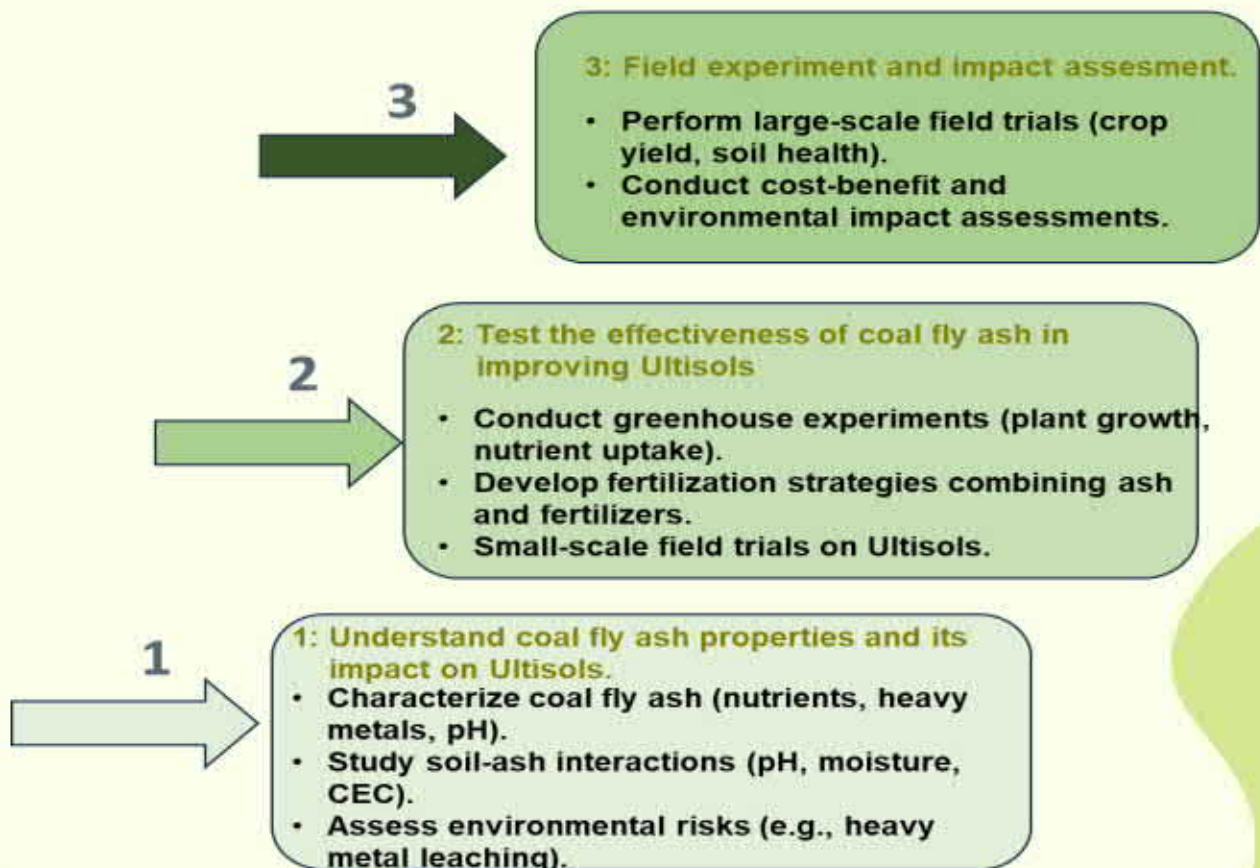 3
3: Field experiment and impact assesment.
• Perform large-scale field trials (crop
yield, soil health).
• Conduct cost-benefit and
environmental impact assessments.
2
2: Test the effectiveness of coal fly ash in
improving Ultisols
• Conduct greenhouse experiments (plant growth,
nutrient uptake).
• Develop fertilization strategies combining ash
and fertilizers.
• Small-scale field trials on Ultisols.
1
1: Understand coal fly ash properties and its
impact on Ultisols.
• Characterize coal fly ash (nutrients, heavy
metals, pH).
• Study soil-ash interactions (pH, moisture,
CEC).
• Assess environmental risks (e.g., heavy
metal leaching).